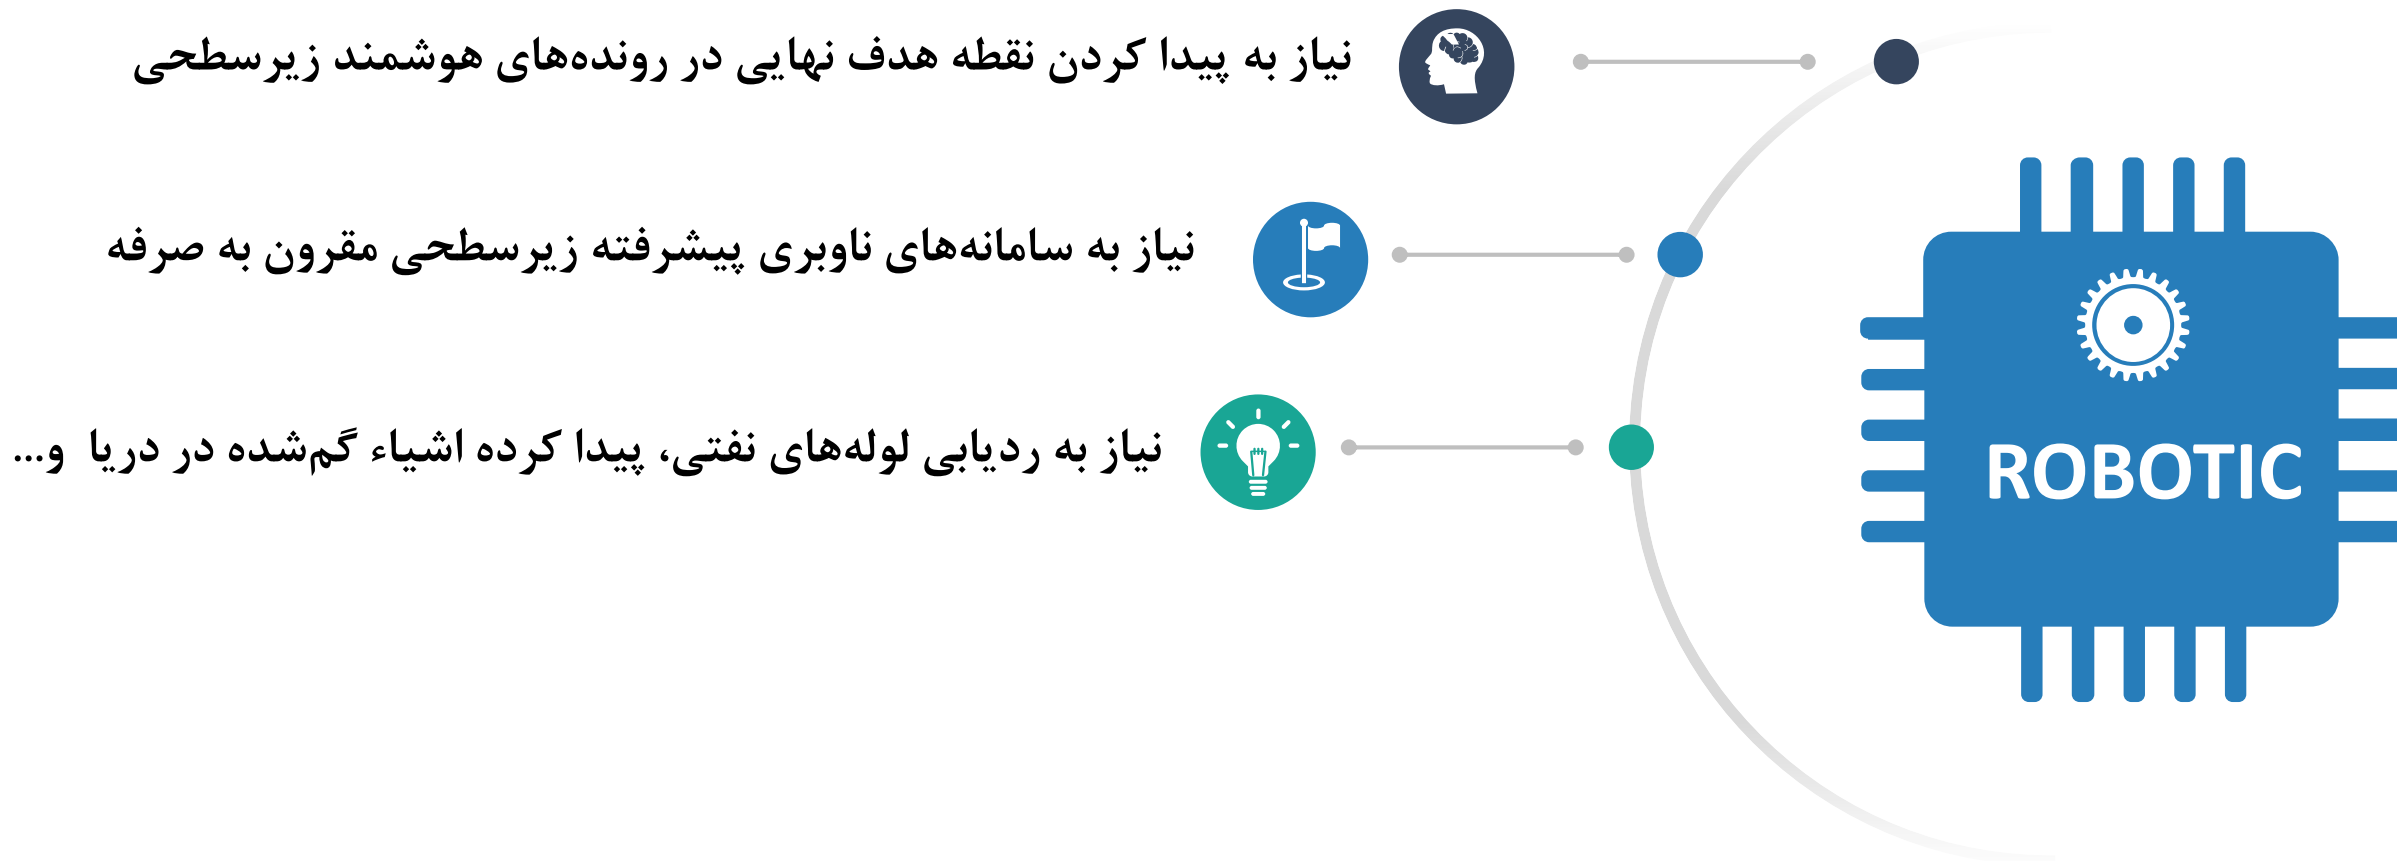 نیاز به پیدا کردن نقطه هدف نهایی در رونده‌های هوشمند زیرسطحی
نیاز به سامانه‌های ناوبری پیشرفته زیرسطحی مقرون به صرفه
نیاز به ردیابی لوله‌های نفتی، پیدا کرده اشیاء گم‌شده در دریا و...
ROBOTIC